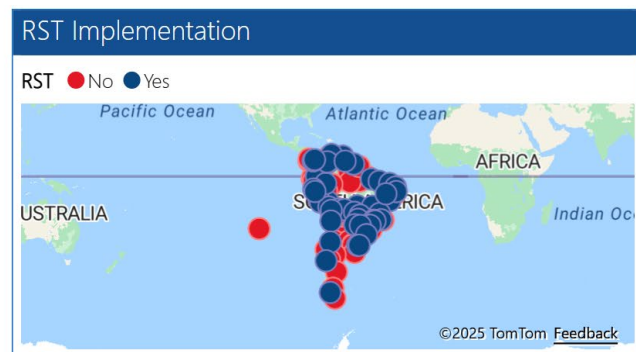 RST Implementation
RST No Yes
Pacific Ocean
Atlantic Ocean
AFRICA
USTRALIA
Indian Oc
©2025 TomTom Feedback